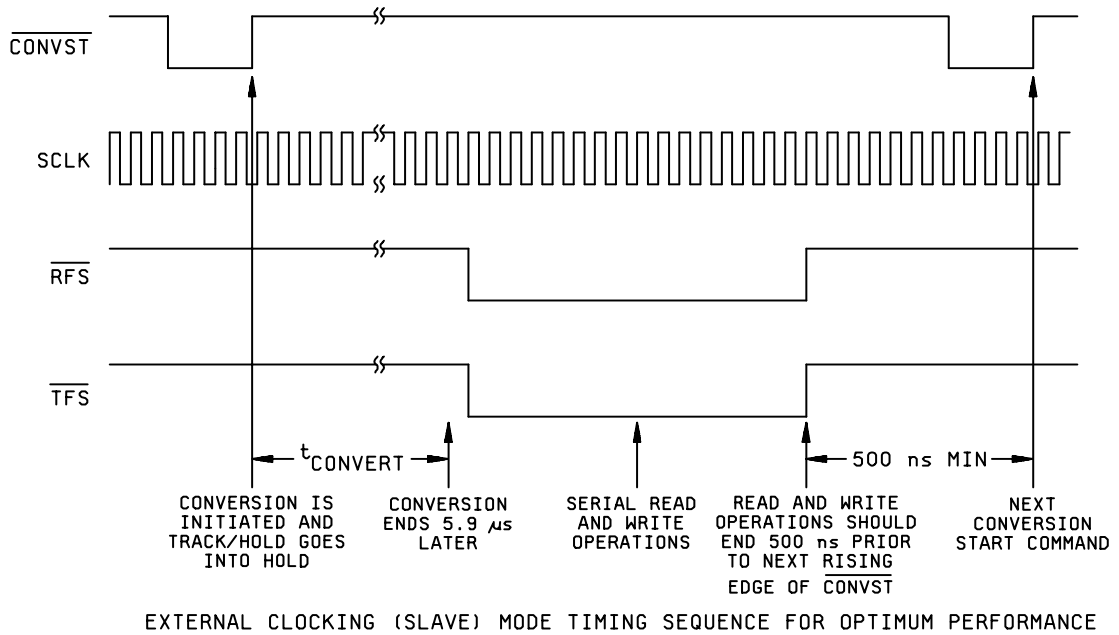 CONVST
SCLK
RFS
TFS
tCONVERT
500 ns MIN
CONVERSION IS
INITIATED AND
TRACK/HOLD GOES
INTO HOLD
CONVERSION
ENDS 5.9 µs
LATER
SERIAL READ
AND WRITE
OPERATIONS
READ AND WRITE
OPERATIONS SHOULD
END 500 ns PRIOR
TO NEXT RISING
EDGE OF CONVST
NEXT
CONVERSION
START COMMAND
EXTERNAL CLOCKING (SLAVE) MODE TIMING SEQUENCE FOR OPTIMUM PERFORMANCE